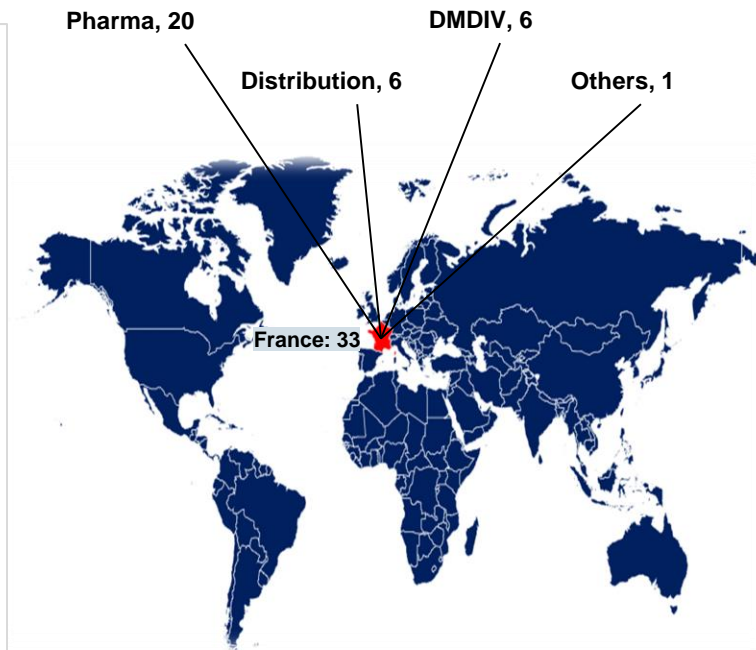 Pharma, 20
DMDIV, 6
Distribution, 6
Others, 1
France: 33